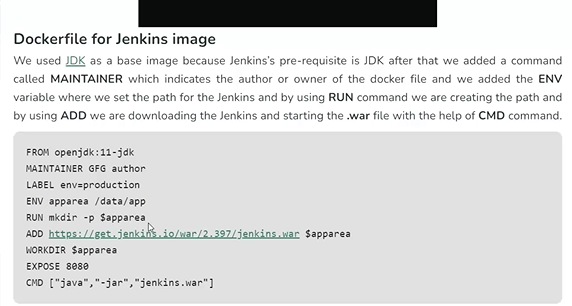 Dockerfile for Jenkins image
We used JDK as a base image because Jenkins's pre-requisite is JDK after that we added a command
called MAINTAINER which indicates the author or owner of the docker file and we added the ENV
variable where we set the path for the Jenkins and by using RUN command we are creating the path and
by using ADD we are downloading the Jenkins and starting the .war file with the help of CMD command.
FROM openjdk:11-jdk
MAINTAINER GFG author
LABEL env=production
ENV apparea /data/app
RUN mkdir -p $apparea
ADD https://get.jenkins.io/war/2.397/jenkins.war $apparea
WORKDIR $apparea
EXPOSE 8080
CMD ["java","-jar","jenkins.war"]